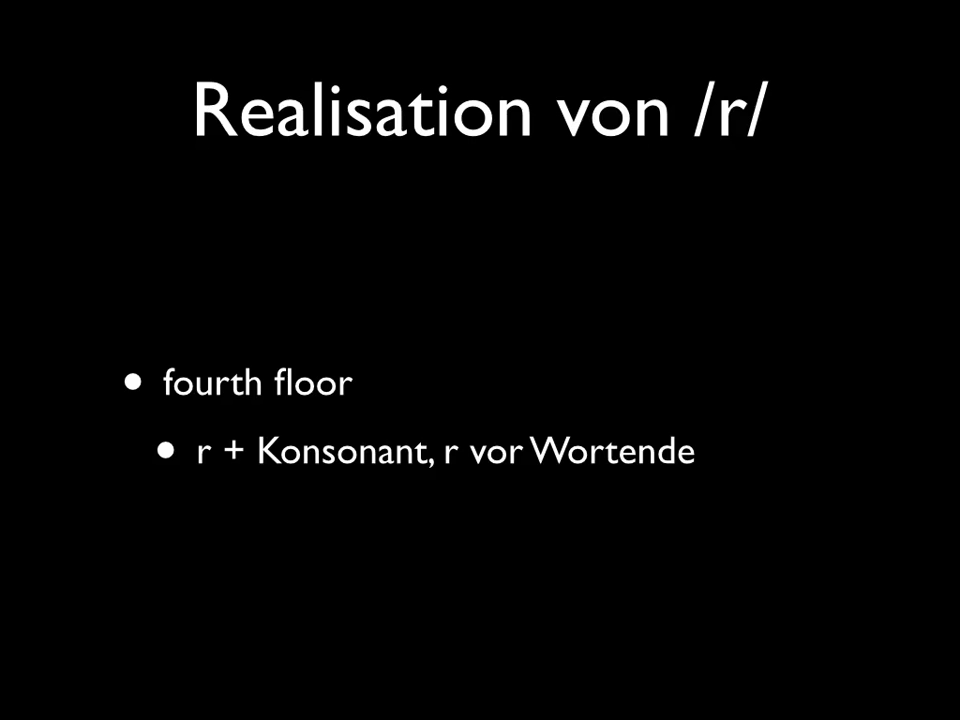 Realisation von /r/
• fourth floor
• r + Konsonant, r vor Wortende